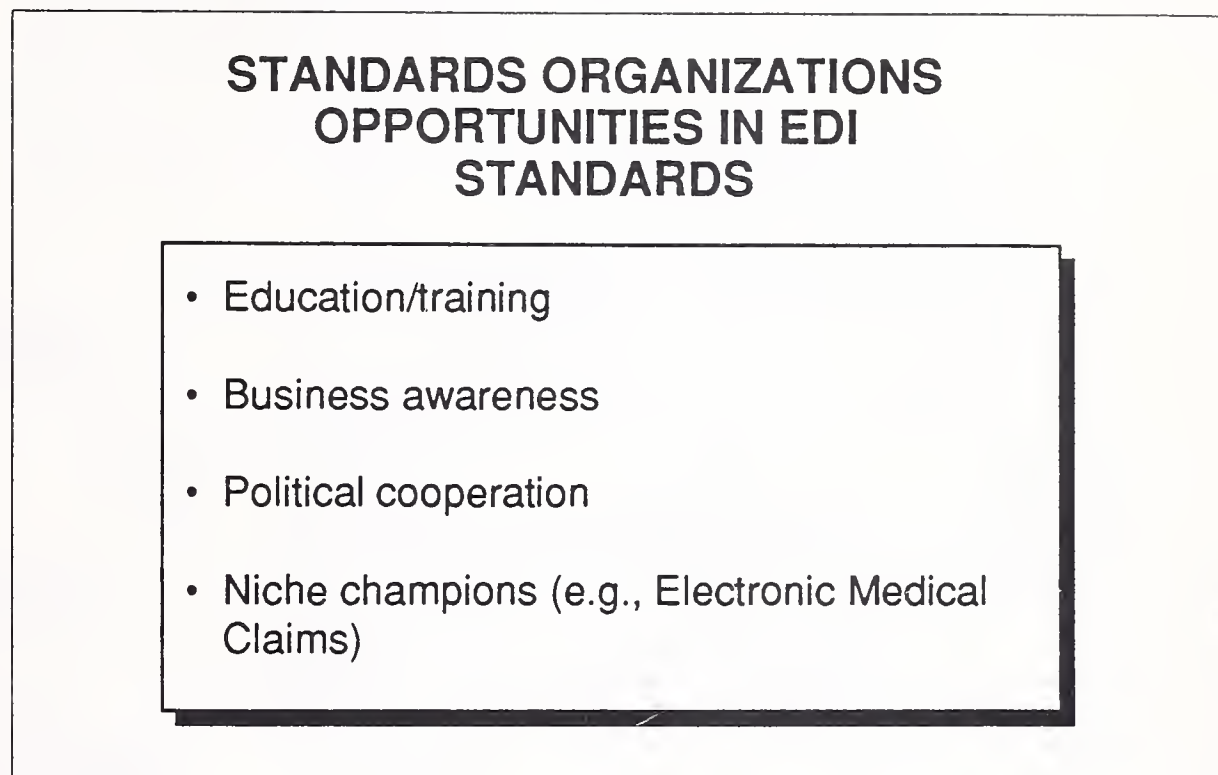 STANDARDS ORGANIZATIONS
OPPORTUNITIES IN EDI
STANDARDS
• Education/training
• Business awareness
• Political cooperation
• Niche champions (e.g., Electronic Medical
Claims)